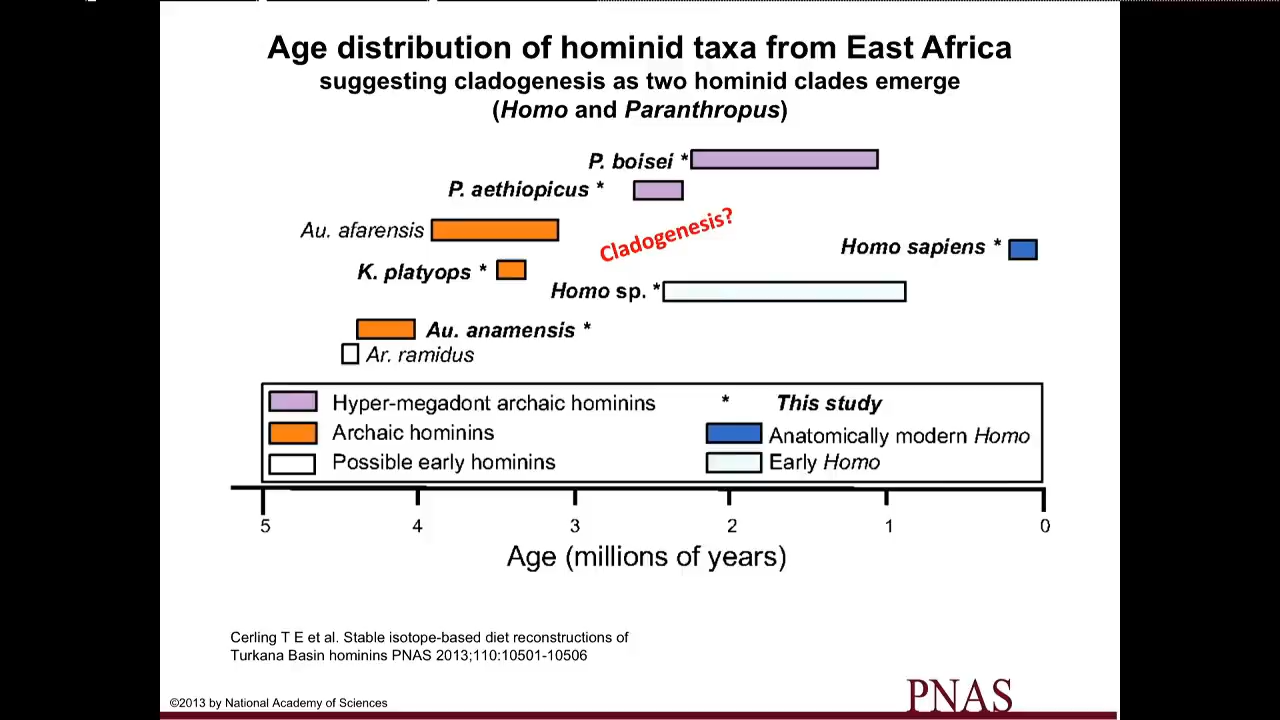 Age distribution of hominid taxa from East Africa
suggesting cladogenesis as two hominid clades emerge
(Homo and Paranthropus)
P. boisei *
P. aethiopicus *
Au. afarensis
Cladogenesis?
Homo sapiens *
K. platyops *
Homo sp. *
Au. anamensis *
Ar. ramidus
Hyper-megadont archaic hominins
* This study
Archaic hominins
Anatomically modern Homo
Possible early hominins
Early Homo
5 4 3 2 1 0
Age (millions of years)
Cerling T E et al. Stable isotope-based diet reconstructions of
Turkana Basin hominins PNAS 2013;110:10501-10506
©2013 by National Academy of Sciences
PNAS